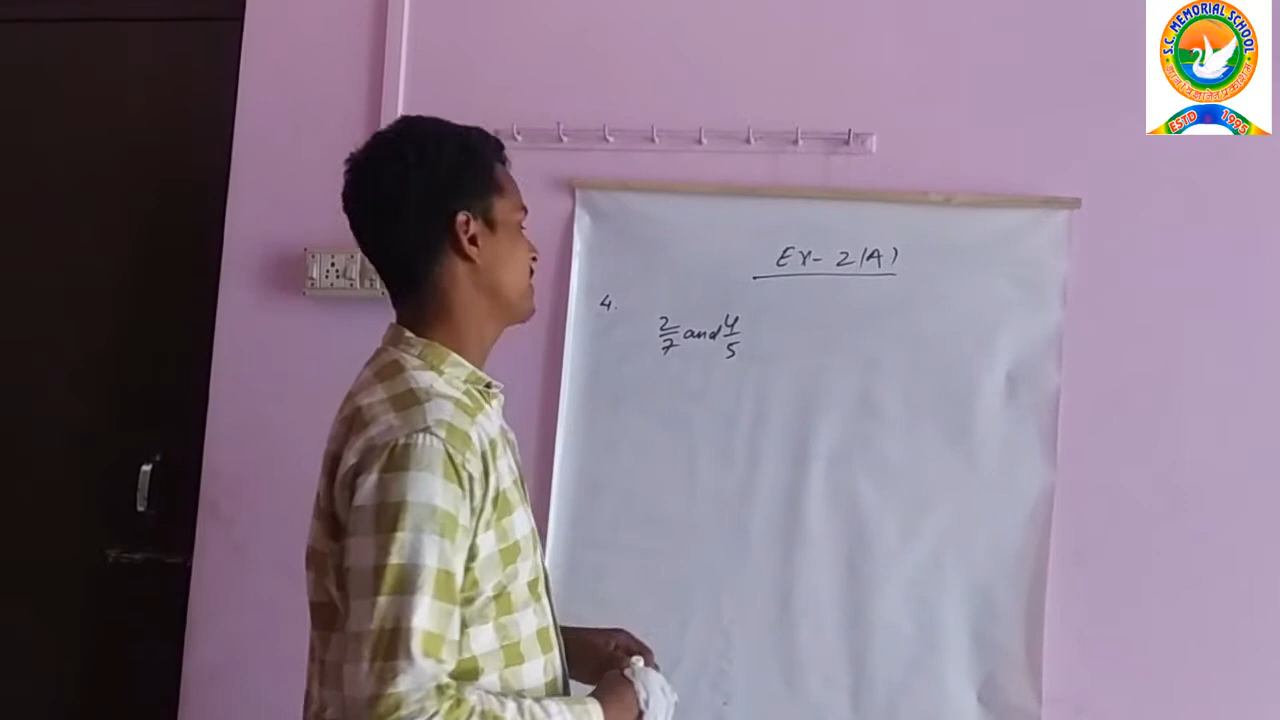 S.C. MEMORIAL SCHOOL
ESTD 1995
Ex- 2(A)
4.
2/7 and 4/5